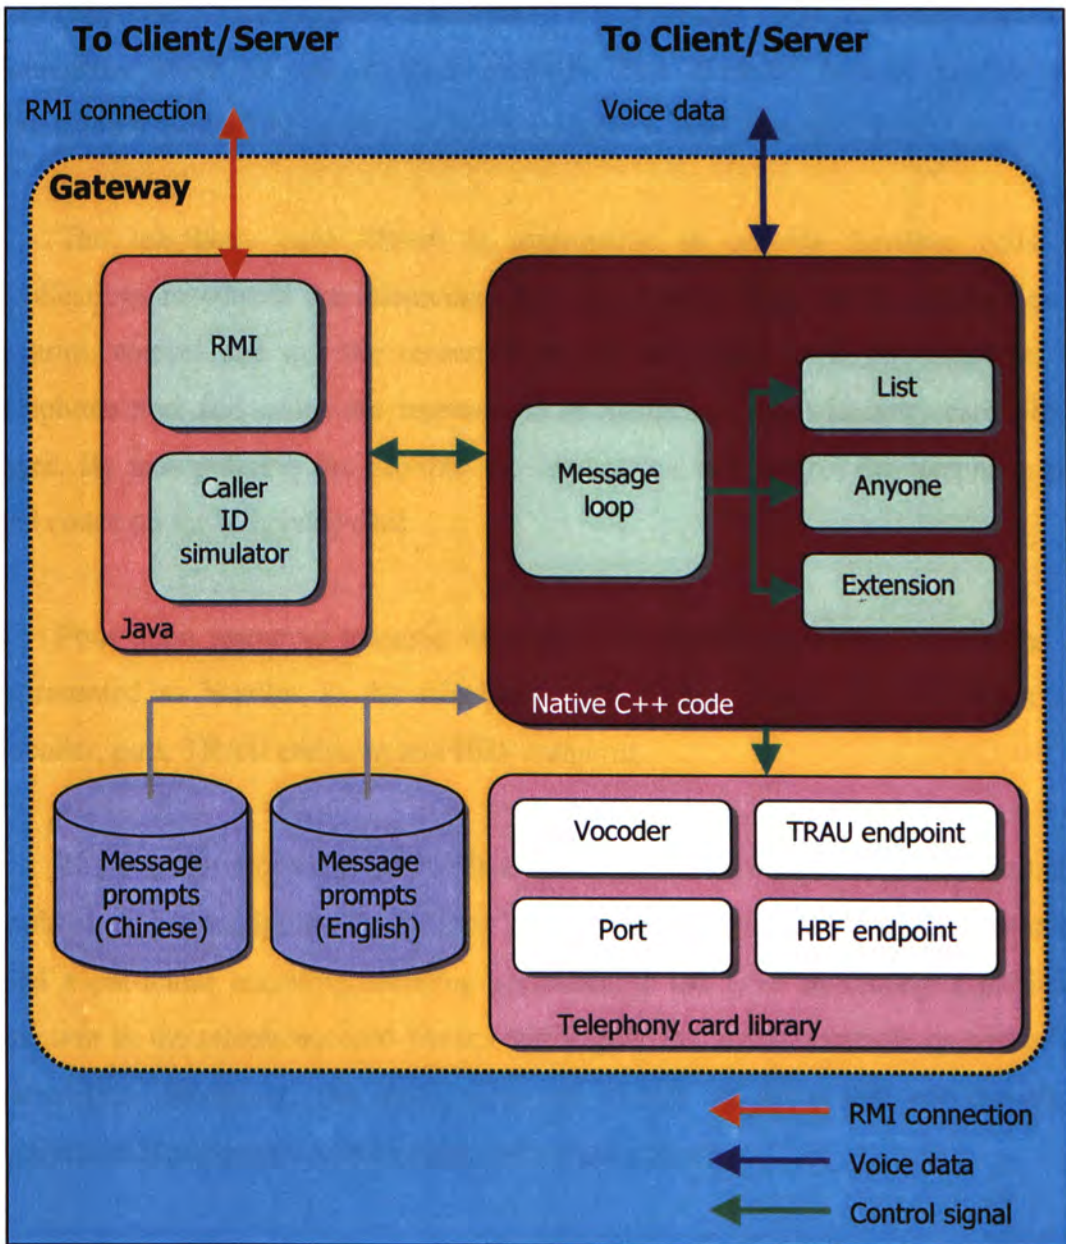 To Client/Server
To Client/Server
RMI connection
Voice data
Gateway
RMI
Caller
ID
simulator
Java
Message
loop
List
Anyone
Extension
Native C++ code
Message
prompts
(Chinese)
Message
prompts
(English)
Vocoder
TRAU endpoint
Port
HBF endpoint
Telephony card library
RMI connection
Voice data
Control signal